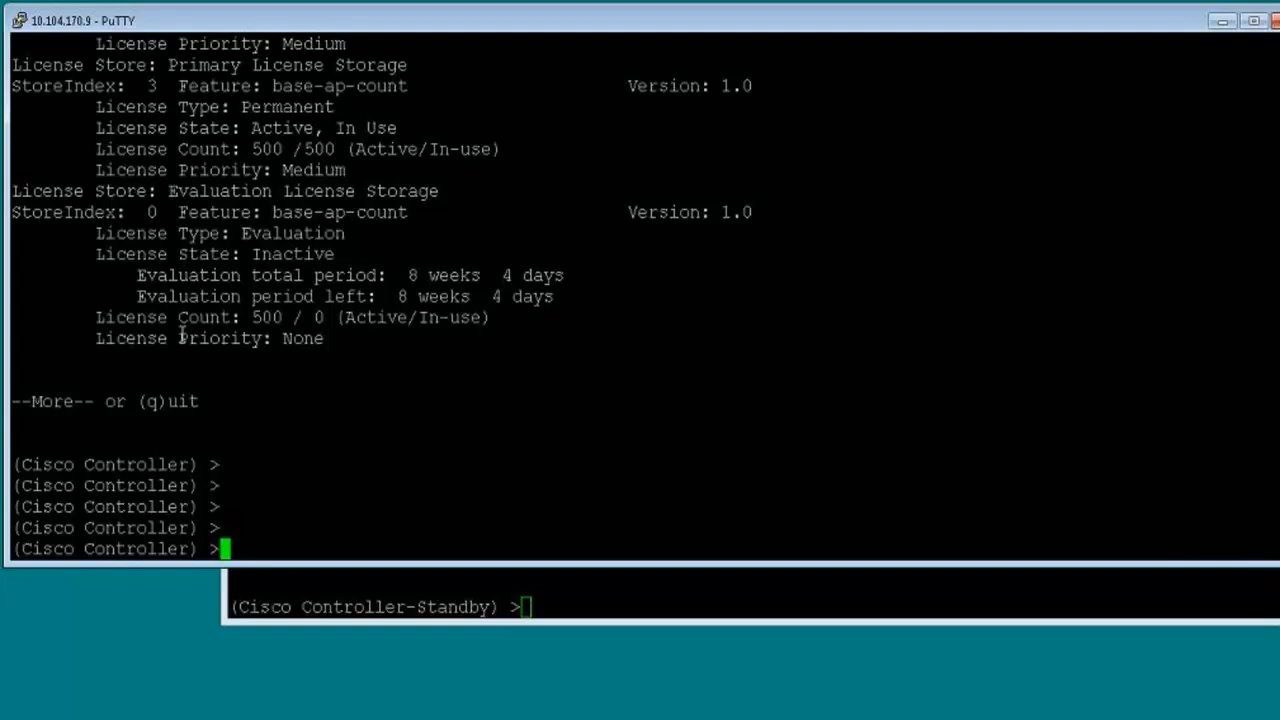 10.104.170.9 - PuTTY
License Priority: Medium
License Store: Primary License Storage
StoreIndex:  3  Feature: base-ap-count                     Version: 1.0
License Type: Permanent
License State: Active, In Use
License Count: 500 /500 (Active/In-use)
License Priority: Medium
License Store: Evaluation License Storage
StoreIndex:  0  Feature: base-ap-count                     Version: 1.0
License Type: Evaluation
License State: Inactive
Evaluation total period:  8 weeks  4 days
Evaluation period left:  8 weeks  4 days
License Count: 500 / 0 (Active/In-use)
License Priority: None
--More-- or (q)uit
(Cisco Controller) >
(Cisco Controller) >
(Cisco Controller) >
(Cisco Controller) >
(Cisco Controller) >
(Cisco Controller-Standby) >